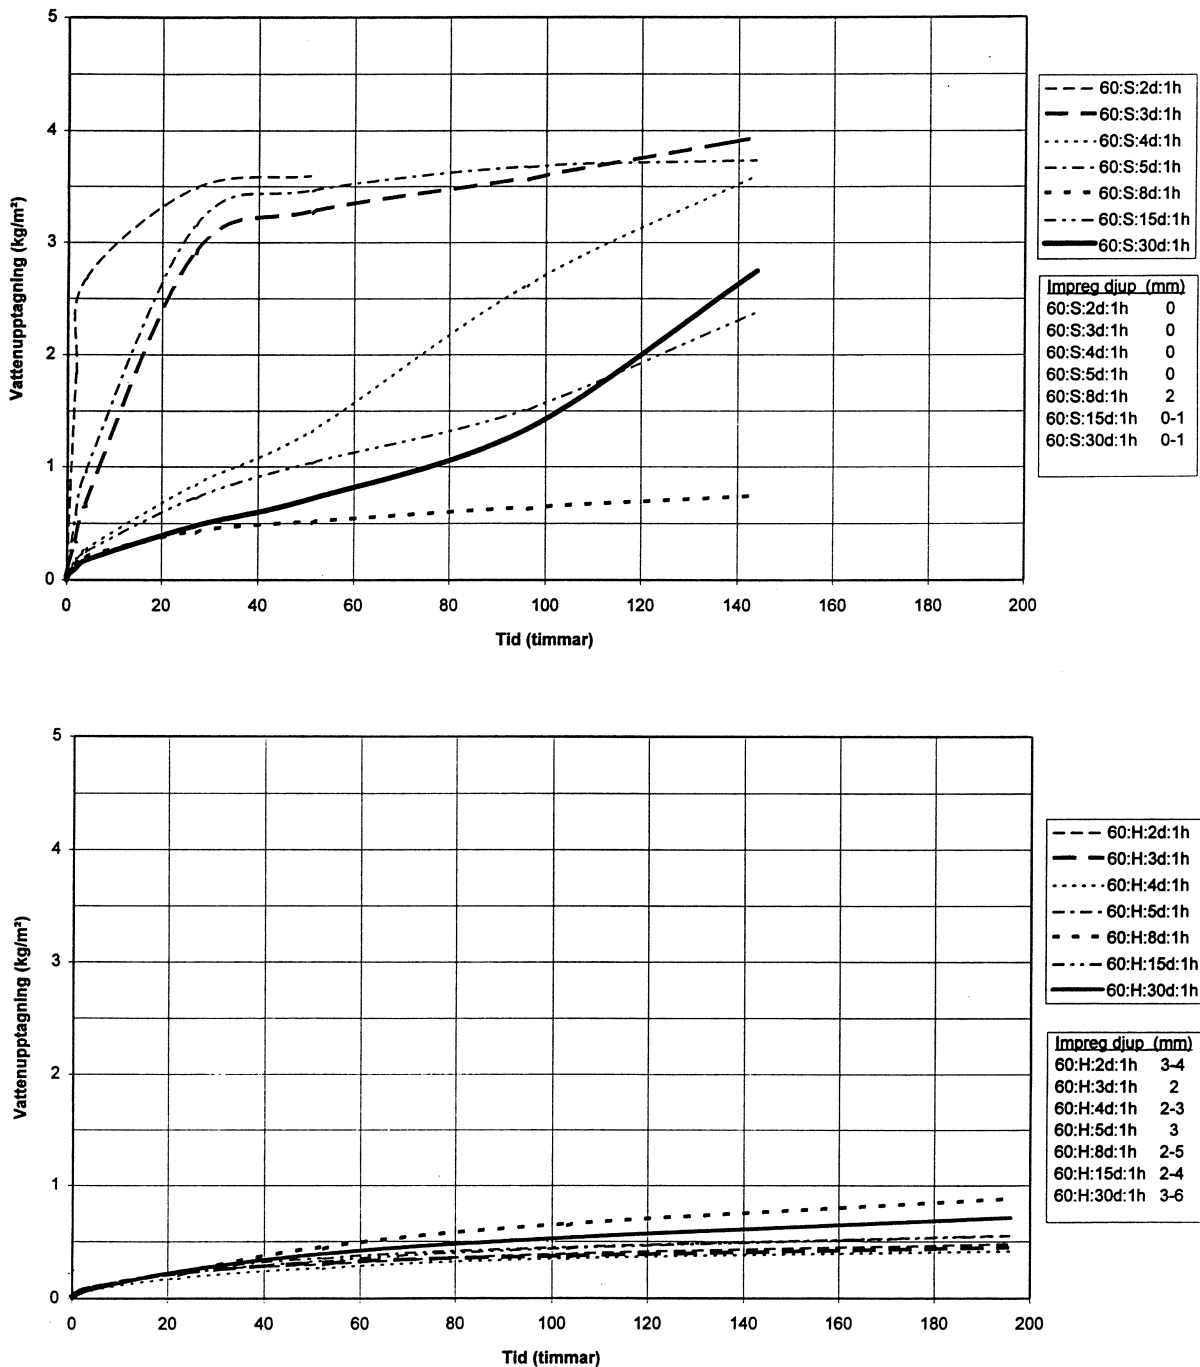 5
4
3
2
1
0
Vattenupptagning (kg/m²)
0 20 40 60 80 100 120 140 160 180 200
Tid (timmar)
60:S:2d:1h
60:S:3d:1h
60:S:4d:1h
60:S:5d:1h
60:S:8d:1h
60:S:15d:1h
60:S:30d:1h
Impreg djup (mm)
60:S:2d:1h 0
60:S:3d:1h 0
60:S:4d:1h 0
60:S:5d:1h 0
60:S:8d:1h 2
60:S:15d:1h 0-1
60:S:30d:1h 0-1
5
4
3
2
1
0
Vattenupptagning (kg/m²)
0 20 40 60 80 100 120 140 160 180 200
Tid (timmar)
60:H:2d:1h
60:H:3d:1h
60:H:4d:1h
60:H:5d:1h
60:H:8d:1h
60:H:15d:1h
60:H:30d:1h
Impreg djup (mm)
60:H:2d:1h 3-4
60:H:3d:1h 2
60:H:4d:1h 2-3
60:H:5d:1h 3
60:H:8d:1h 2-5
60:H:15d:1h 2-4
60:H:30d:1h 3-6